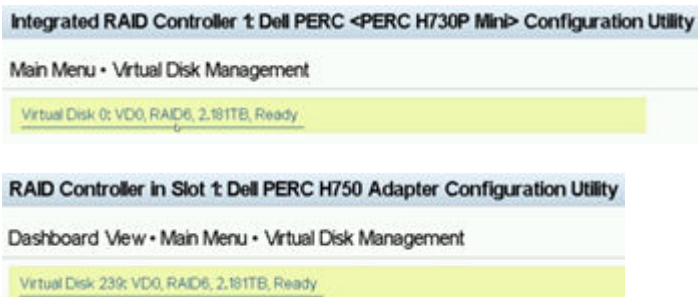 Integrated RAID Controller 1: Dell PERC <PERC H730P Mini> Configuration Utility
Main Menu • Virtual Disk Management
Virtual Disk 0: VD0, RAID6, 2.181TB, Ready
RAID Controller in Slot 1: Dell PERC H750 Adapter Configuration Utility
Dashboard View • Main Menu • Virtual Disk Management
Virtual Disk 239: VD0, RAID6, 2.181TB, Ready